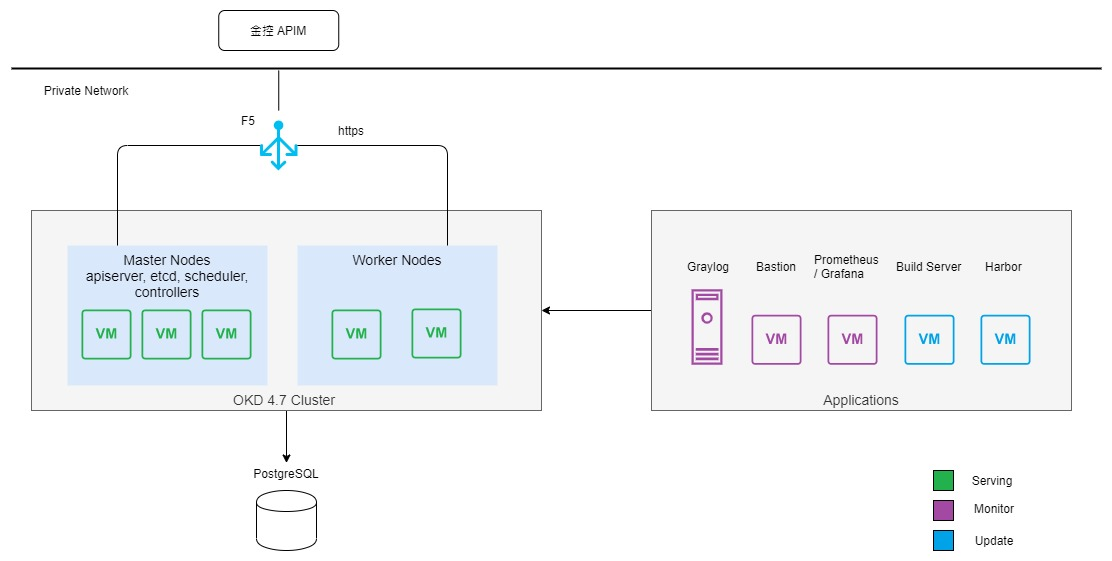 金控 APIM
Private Network
F5
https
Master Nodes
apiserver, etcd, scheduler,
controllers
VM
VM
VM
Worker Nodes
VM
VM
OKD 4.7 Cluster
Graylog
Bastion
Prometheus
/ Grafana
Build Server
Harbor
VM
VM
VM
VM
Applications
PostgreSQL
Serving
Monitor
Update